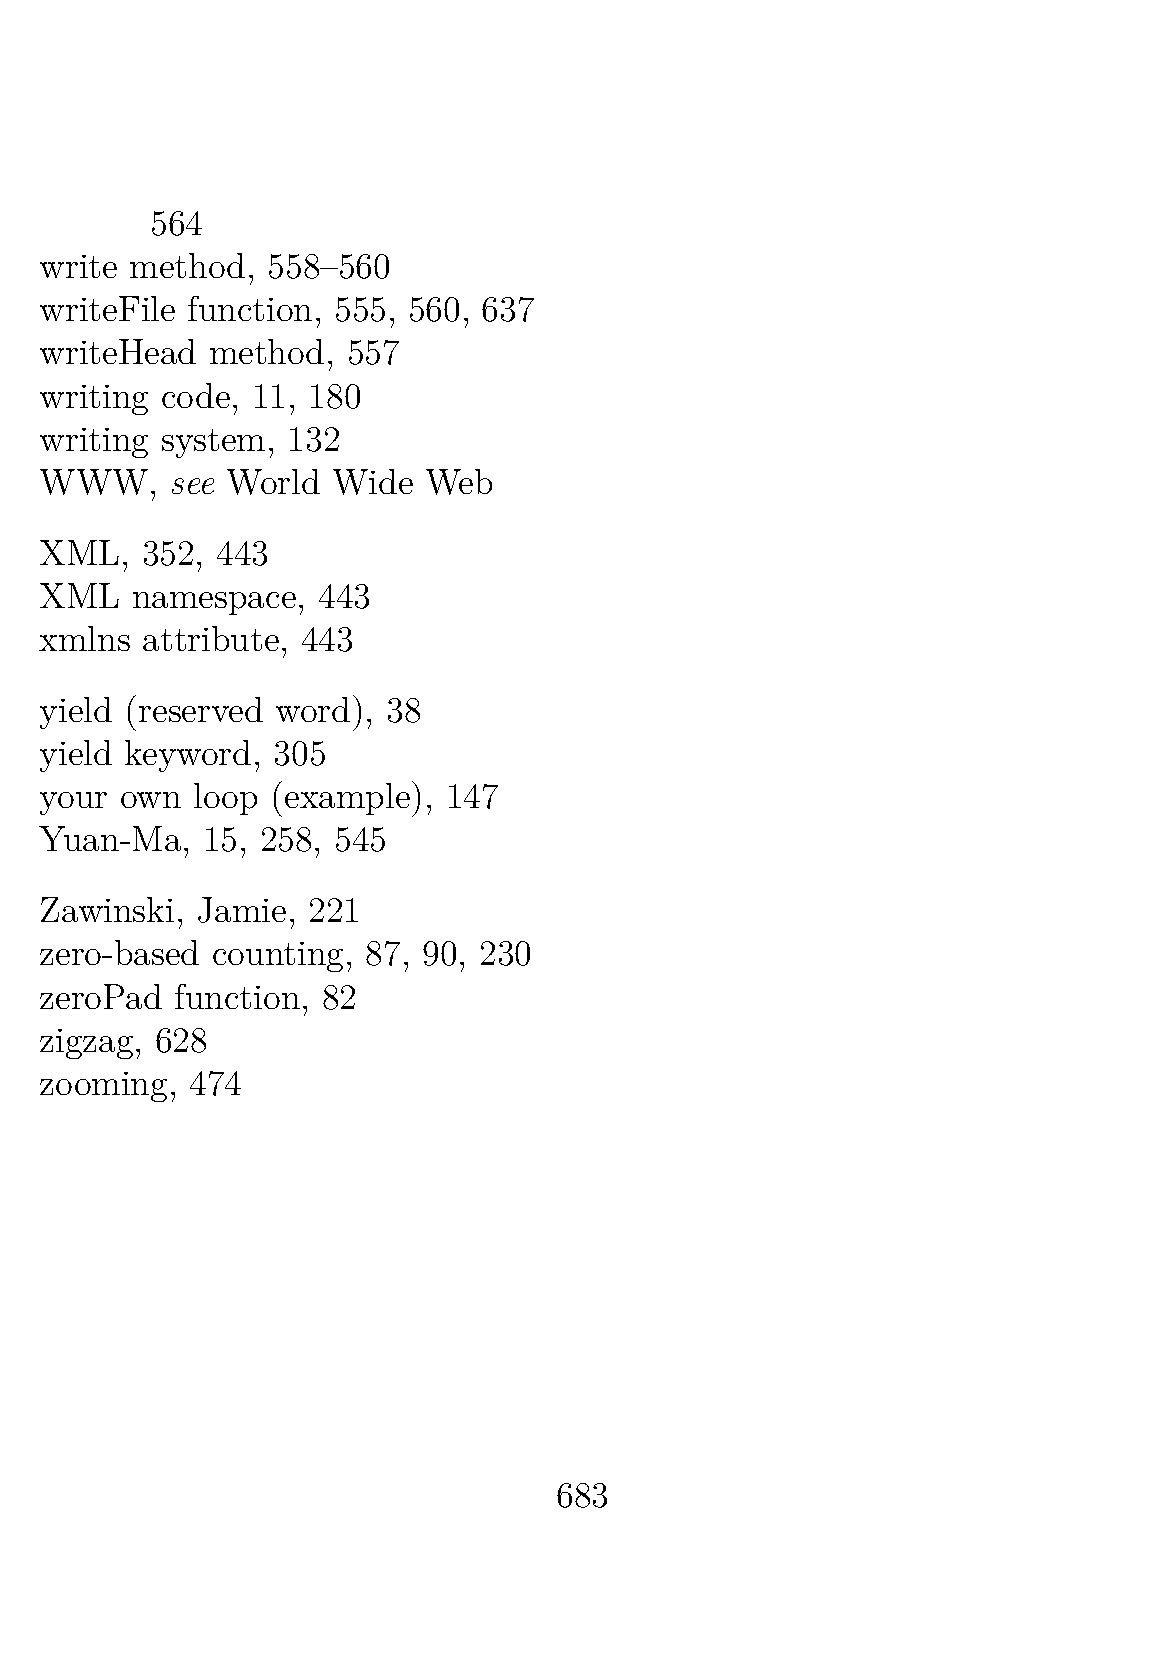 564
write method, 558–560
writeFile function, 555, 560, 637
writeHead method, 557
writing code, 11, 180
writing system, 132
WWW, see World Wide Web
XML, 352, 443
XML namespace, 443
xmlns attribute, 443
yield (reserved word), 38
yield keyword, 305
your own loop (example), 147
Yuan-Ma, 15, 258, 545
Zawinski, Jamie, 221
zero-based counting, 87, 90, 230
zeroPad function, 82
zigzag, 628
zooming, 474
683